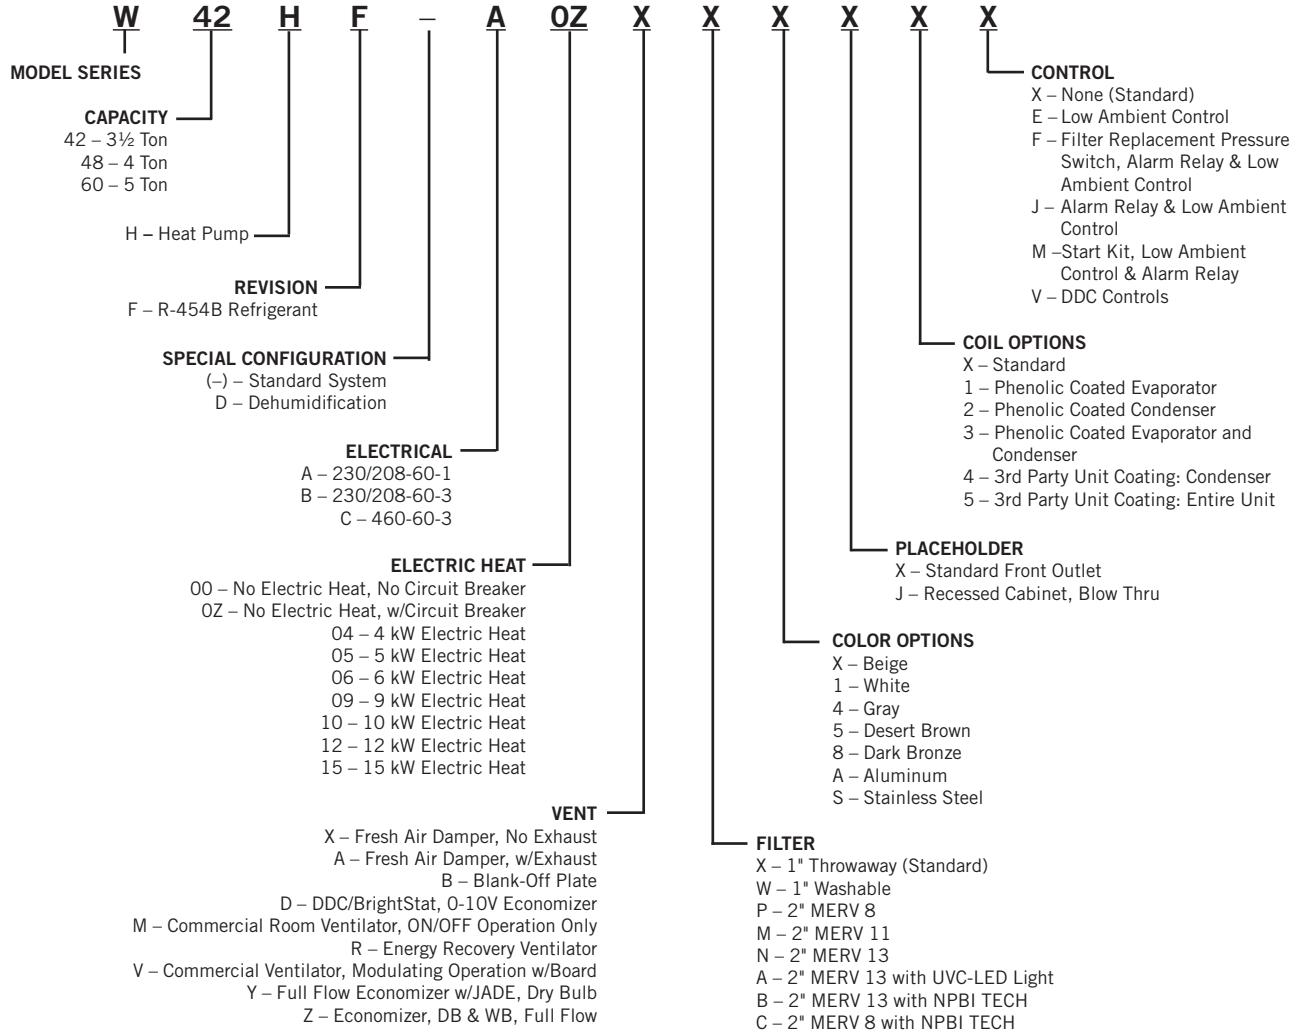 W 42 H F – A 0Z X X X X X X
MODEL SERIES
CAPACITY
42 – 3½ Ton
48 – 4 Ton
60 – 5 Ton
H – Heat Pump
REVISION
F – R-454B Refrigerant
SPECIAL CONFIGURATION
(–) – Standard System
D – Dehumidification
ELECTRICAL
A – 230/208-60-1
B – 230/208-60-3
C – 460-60-3
ELECTRIC HEAT
00 – No Electric Heat, No Circuit Breaker
0Z – No Electric Heat, w/Circuit Breaker
04 – 4 kW Electric Heat
05 – 5 kW Electric Heat
06 – 6 kW Electric Heat
09 – 9 kW Electric Heat
10 – 10 kW Electric Heat
12 – 12 kW Electric Heat
15 – 15 kW Electric Heat
VENT
X – Fresh Air Damper, No Exhaust
A – Fresh Air Damper, w/Exhaust
B – Blank-Off Plate
D – DDC/BrightStat, 0-10V Economizer
M – Commercial Room Ventilator, ON/OFF Operation Only
R – Energy Recovery Ventilator
V – Commercial Ventilator, Modulating Operation w/Board
Y – Full Flow Economizer w/JADE, Dry Bulb
Z – Economizer, DB & WB, Full Flow
CONTROL
X – None (Standard)
E – Low Ambient Control
F – Filter Replacement Pressure
Switch, Alarm Relay & Low
Ambient Control
J – Alarm Relay & Low Ambient
Control
M –Start Kit, Low Ambient
Control & Alarm Relay
V – DDC Controls
COIL OPTIONS
X – Standard
1 – Phenolic Coated Evaporator
2 – Phenolic Coated Condenser
3 – Phenolic Coated Evaporator and
Condenser
4 – 3rd Party Unit Coating: Condenser
5 – 3rd Party Unit Coating: Entire Unit
PLACEHOLDER
X – Standard Front Outlet
J – Recessed Cabinet, Blow Thru
COLOR OPTIONS
X – Beige
1 – White
4 – Gray
5 – Desert Brown
8 – Dark Bronze
A – Aluminum
S – Stainless Steel
FILTER
X – 1" Throwaway (Standard)
W – 1" Washable
P – 2" MERV 8
M – 2" MERV 11
N – 2" MERV 13
A – 2" MERV 13 with UVC-LED Light
B – 2" MERV 13 with NPBI TECH
C – 2" MERV 8 with NPBI TECH